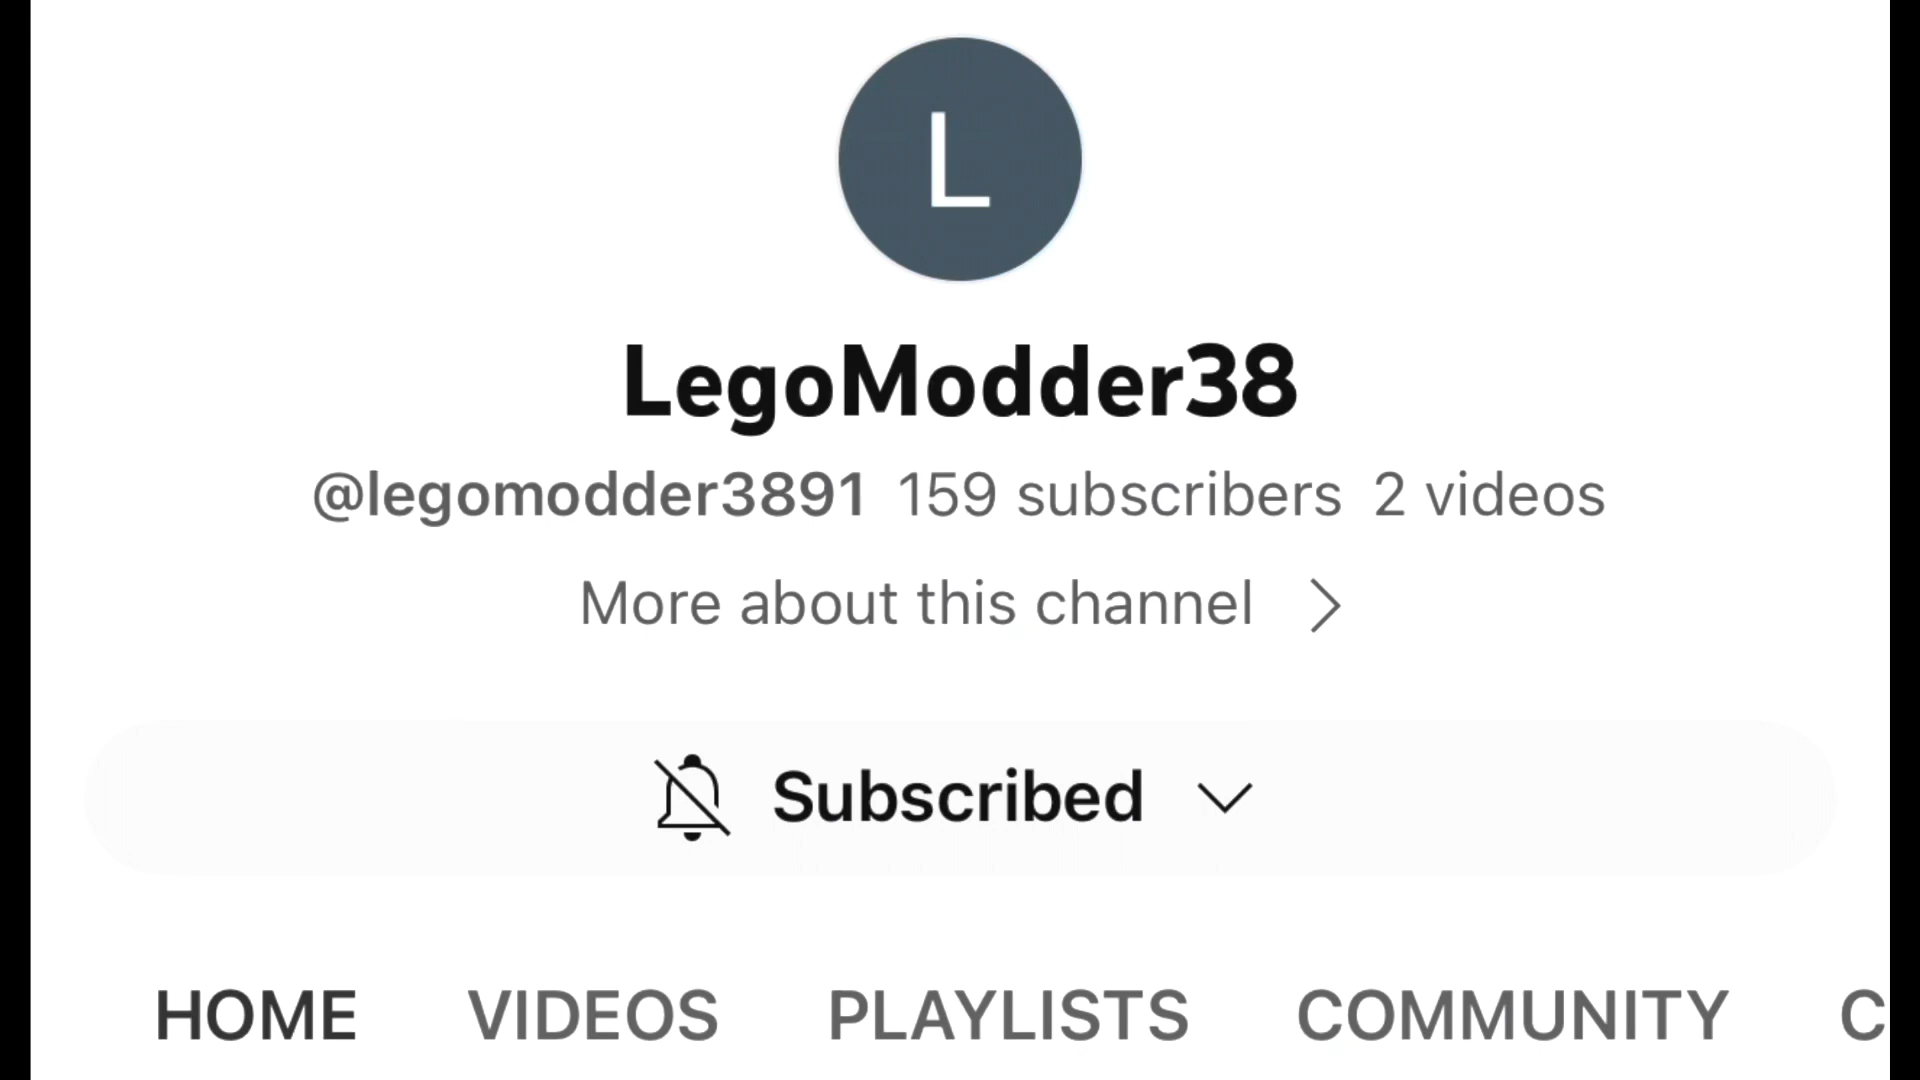 L
LegoModder38
@legomodder3891 159 subscribers 2 videos
More about this channel
Subscribed
HOME VIDEOS PLAYLISTS COMMUNITY C